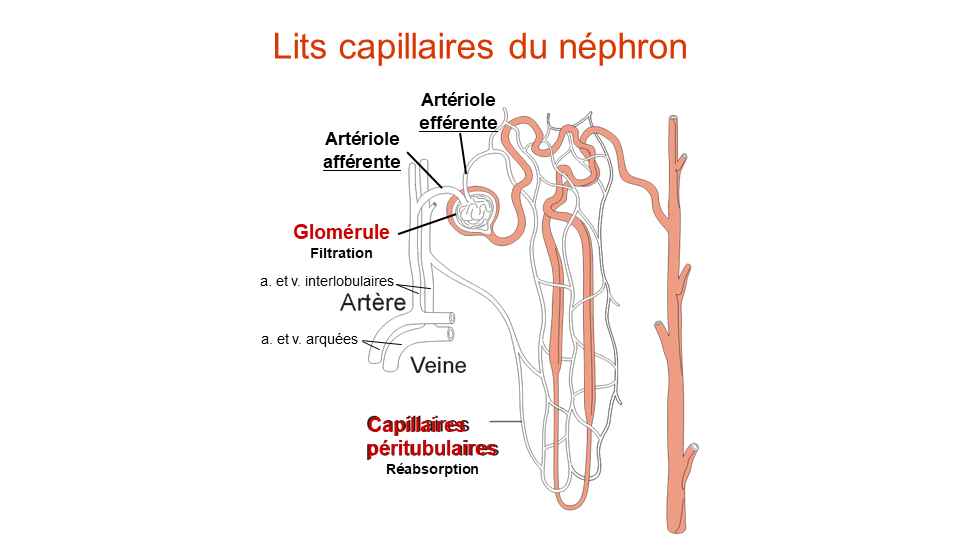 Lits capillaires du néphron
Artériole
efférente
Artériole
afférente
Glomérule
Filtration
a. et v. interlobulaires
Artère
a. et v. arquées
Veine
Capillaires
péritubulaires
Réabsorption